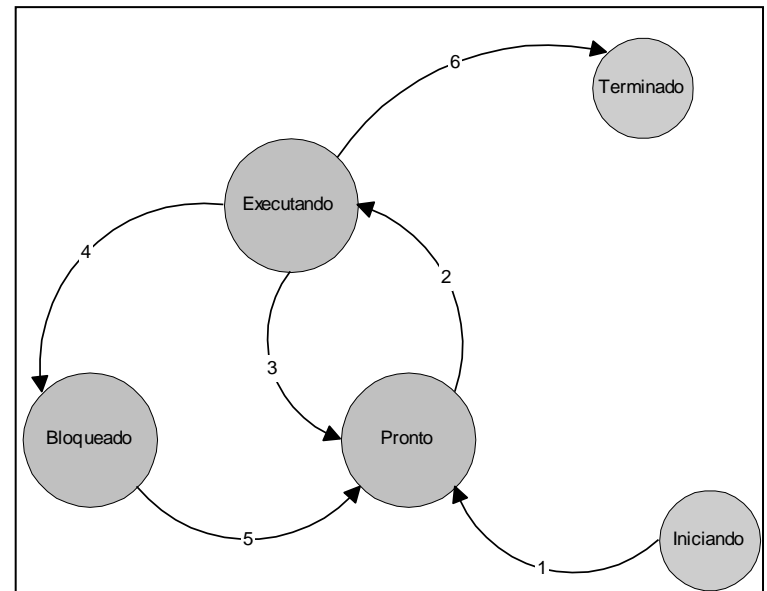 6
Terminado
Executando
4
2
3
Bloqueado
Pronto
5
Iniciando
1